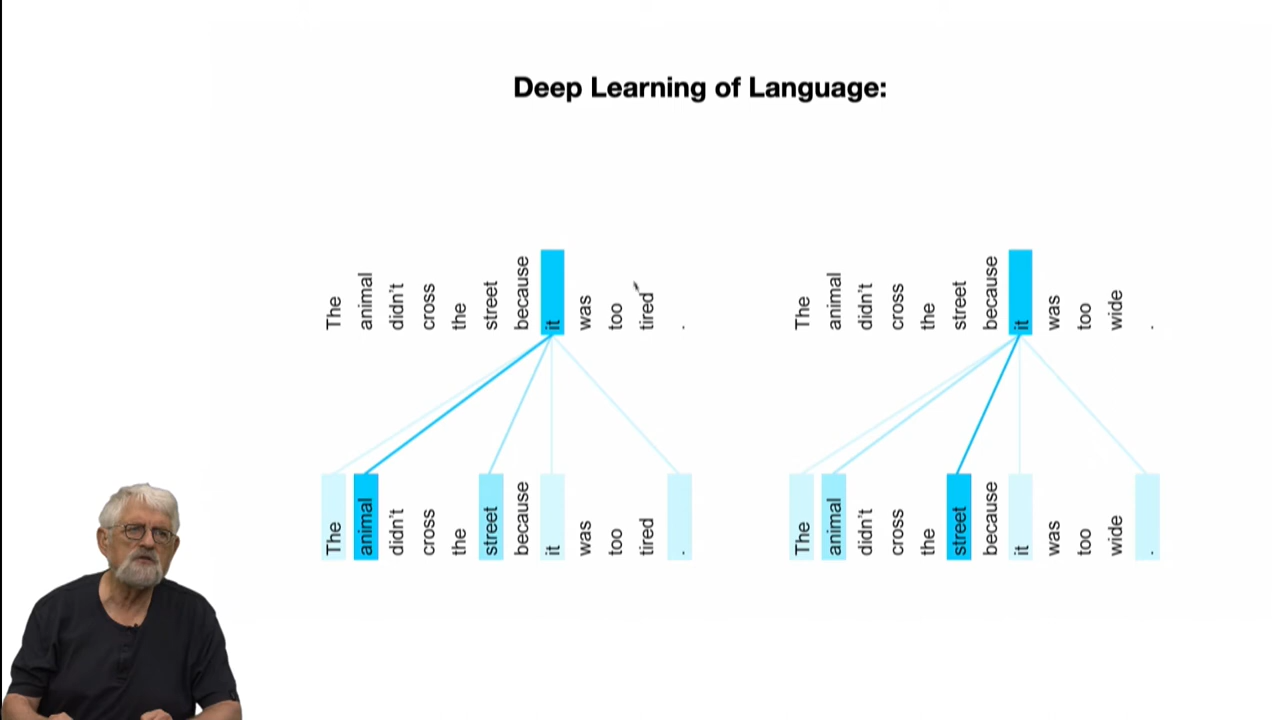 Deep Learning of Language:
The animal didn't cross the street because it was too tired .
The animal didn't cross the street because it was too wide .
The animal didn't cross the street because it was too tired .
The animal didn't cross the street because it was too wide .